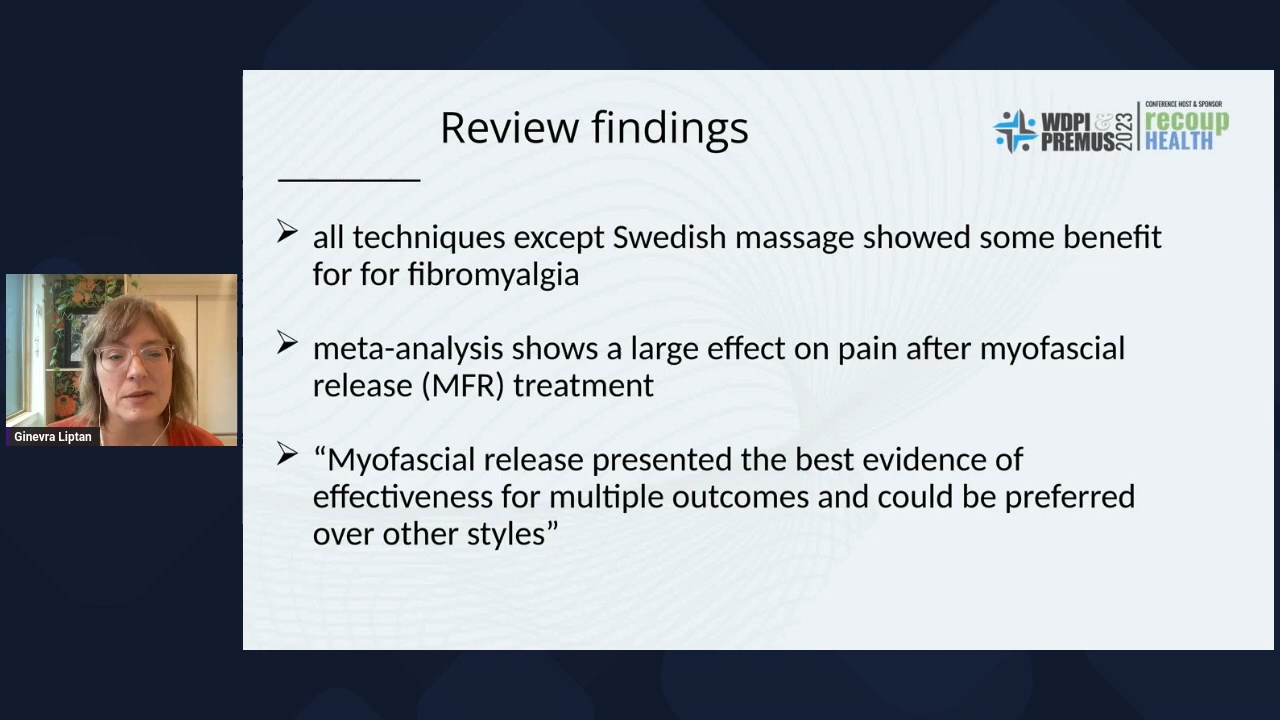 Review findings
WDPI &
PREMUS 2023
CONFERENCE HOST & SPONSOR
recoup
HEALTH
➢ all techniques except Swedish massage showed some benefit
for for fibromyalgia
➢ meta-analysis shows a large effect on pain after myofascial
release (MFR) treatment
➢ “Myofascial release presented the best evidence of
effectiveness for multiple outcomes and could be preferred
over other styles”
Ginevra Liptan